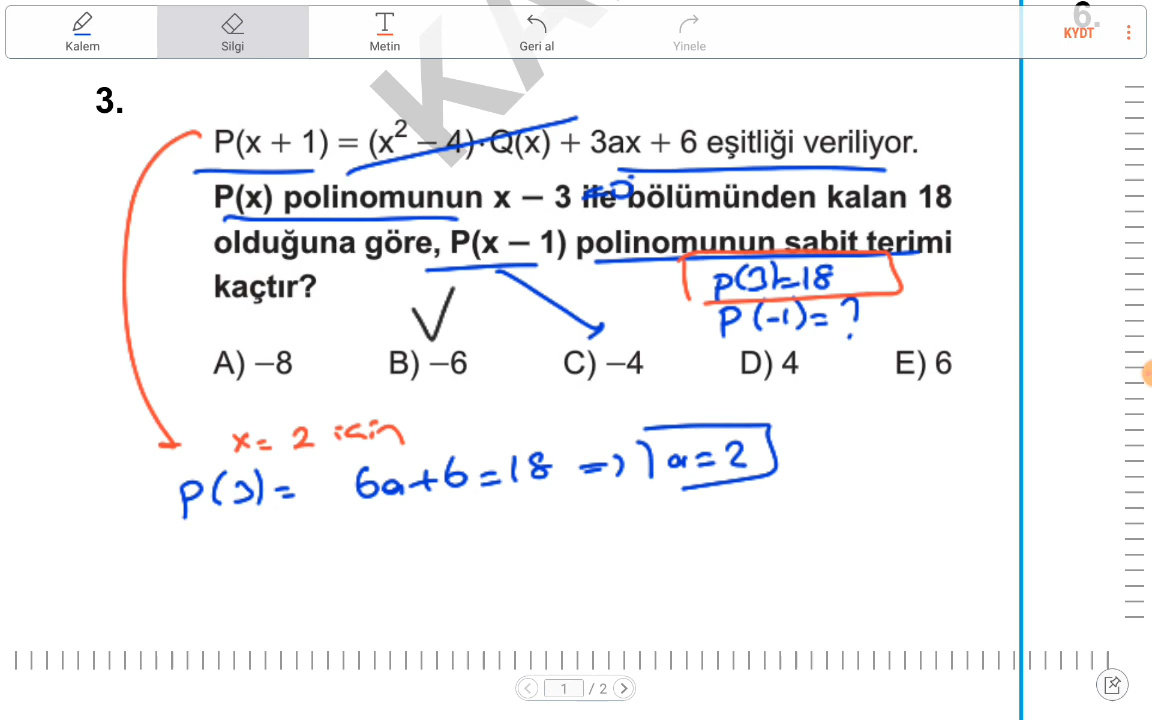 Kalem Silgi Metin Geri al Yinele
6.
KYDT
3.
P(x + 1) = (x² – 4)·Q(x) + 3ax + 6 eşitliği veriliyor.
P(x) polinomunun x – 3 ile bölümünden kalan 18
=0
olduğuna göre, P(x – 1) polinomunun sabit terimi
kaçtır?
p(3)=18
P(-1)=?
A) –8 B) –6 C) –4 D) 4 E) 6
x= 2 için
P(3)= 6a+6=18 => a=2
1 / 2